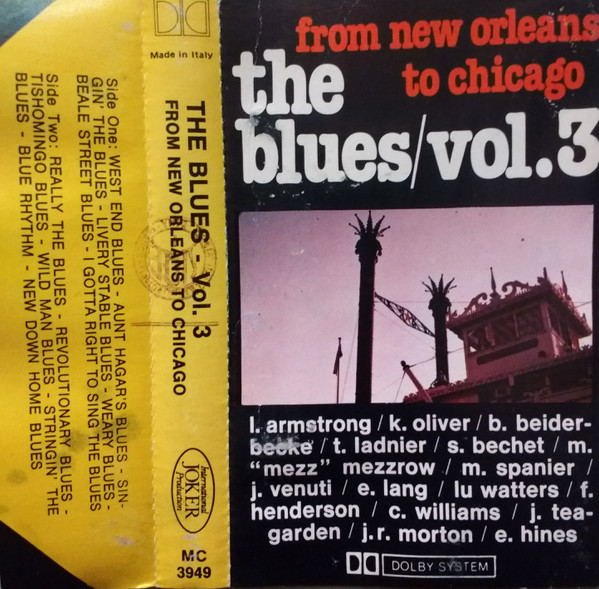 Side One: WEST END BLUES - AUNT HAGAR'S BLUES - SIN-
GIN' THE BLUES - LIVERY STABLE BLUES - WEARY BLUES -
BEALE STREET BLUES - I GOTTA RIGHT TO SING THE BLUES
Side Two: REALLY THE BLUES - REVOLUTIONARY BLUES -
TISHOMINGO BLUES - WILD MAN BLUES - STRINGIN' THE
BLUES - BLUE RHYTHM - NEW DOWN HOME BLUES
Made in Italy
THE BLUES - Vol. 3
FROM NEW ORLEANS TO CHICAGO
International
JOKER
Production
MC
3949
from new orleans
to chicago
the
blues/vol.3
l. armstrong / k. oliver / b. beider-
becke / t. ladnier / s. bechet / m.
“mezz” mezzrow / m. spanier /
j. venuti / e. lang / lu watters / f.
henderson / c. williams / j. tea-
garden / j.r. morton / e. hines
DOLBY SYSTEM